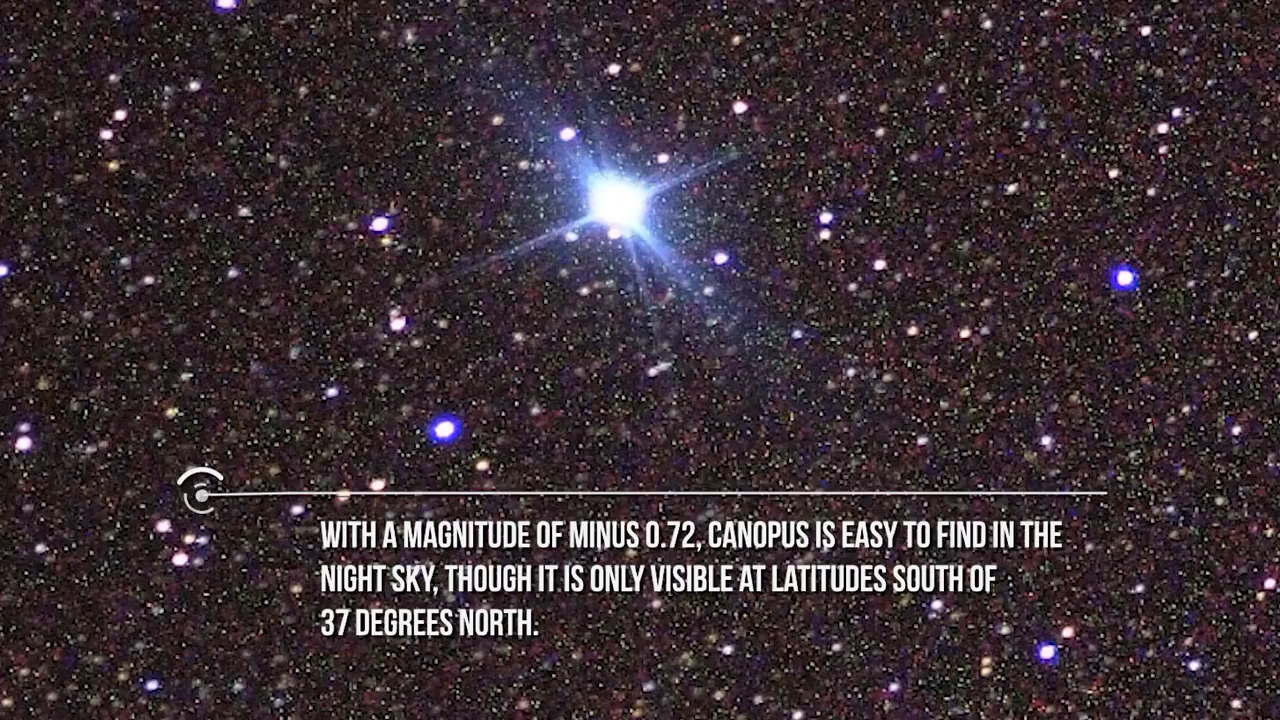 WITH A MAGNITUDE OF MINUS 0.72, CANOPUS IS EASY TO FIND IN THE
NIGHT SKY, THOUGH IT IS ONLY VISIBLE AT LATITUDES SOUTH OF
37 DEGREES NORTH.